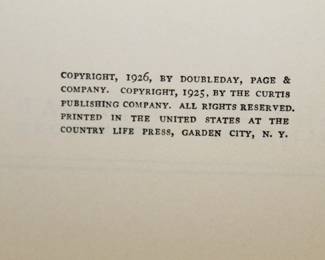 COPYRIGHT, 1926, BY DOUBLEDAY, PAGE &
COMPANY. COPYRIGHT, 1925, BY THE CURTIS
PUBLISHING COMPANY. ALL RIGHTS RESERVED.
PRINTED IN THE UNITED STATES AT THE
COUNTRY LIFE PRESS, GARDEN CITY, N. Y.